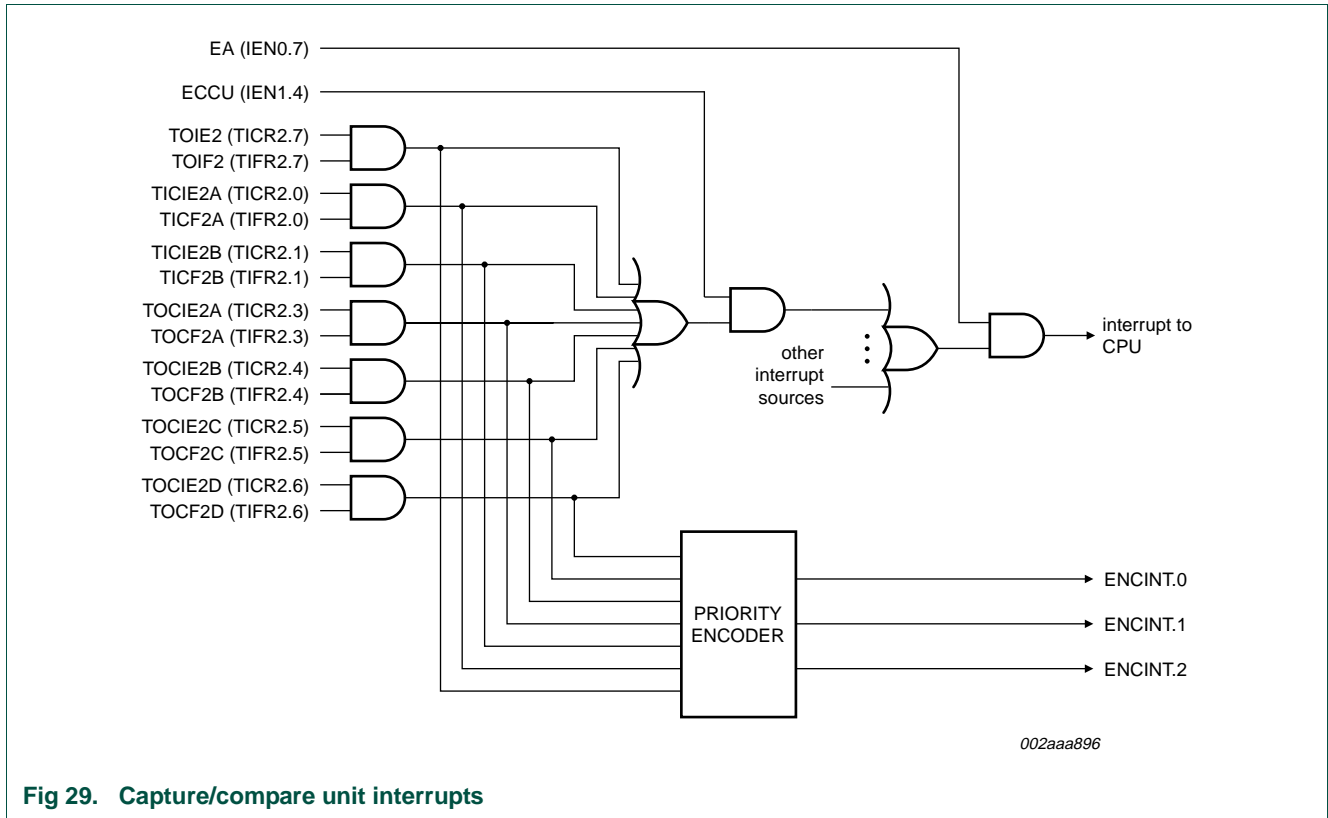 EA (IEN0.7)
ECCU (IEN1.4)
TOIE2 (TICR2.7)
TOIF2 (TIFR2.7)
TICIE2A (TICR2.0)
TICF2A (TIFR2.0)
TICIE2B (TICR2.1)
TICF2B (TIFR2.1)
TOCIE2A (TICR2.3)
TOCF2A (TIFR2.3)
TOCIE2B (TICR2.4)
TOCF2B (TIFR2.4)
TOCIE2C (TICR2.5)
TOCF2C (TIFR2.5)
TOCIE2D (TICR2.6)
TOCF2D (TIFR2.6)
other
interrupt
sources
interrupt to
CPU
PRIORITY
ENCODER
ENCINT.0
ENCINT.1
ENCINT.2
002aaa896
Fig 29. Capture/compare unit interrupts